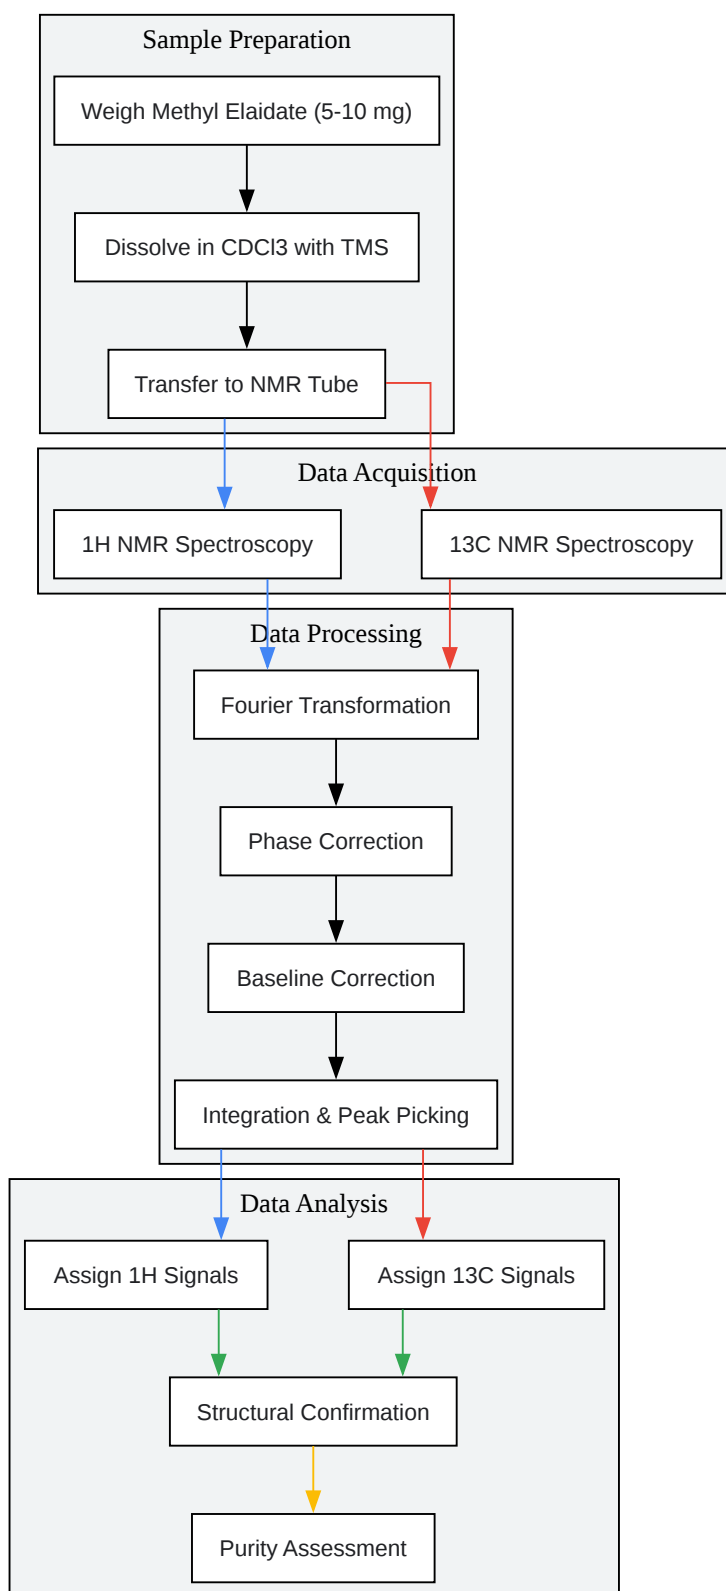 Sample Preparation
Weigh Methyl Elaidate (5-10 mg)
Dissolve in CDCl3 with TMS
Transfer to NMR Tube
Data Acquisition
1H NMR Spectroscopy
13C NMR Spectroscopy
Data Processing
Fourier Transformation
Phase Correction
Baseline Correction
Integration & Peak Picking
Data Analysis
Assign 1H Signals
Assign 13C Signals
Structural Confirmation
Purity Assessment